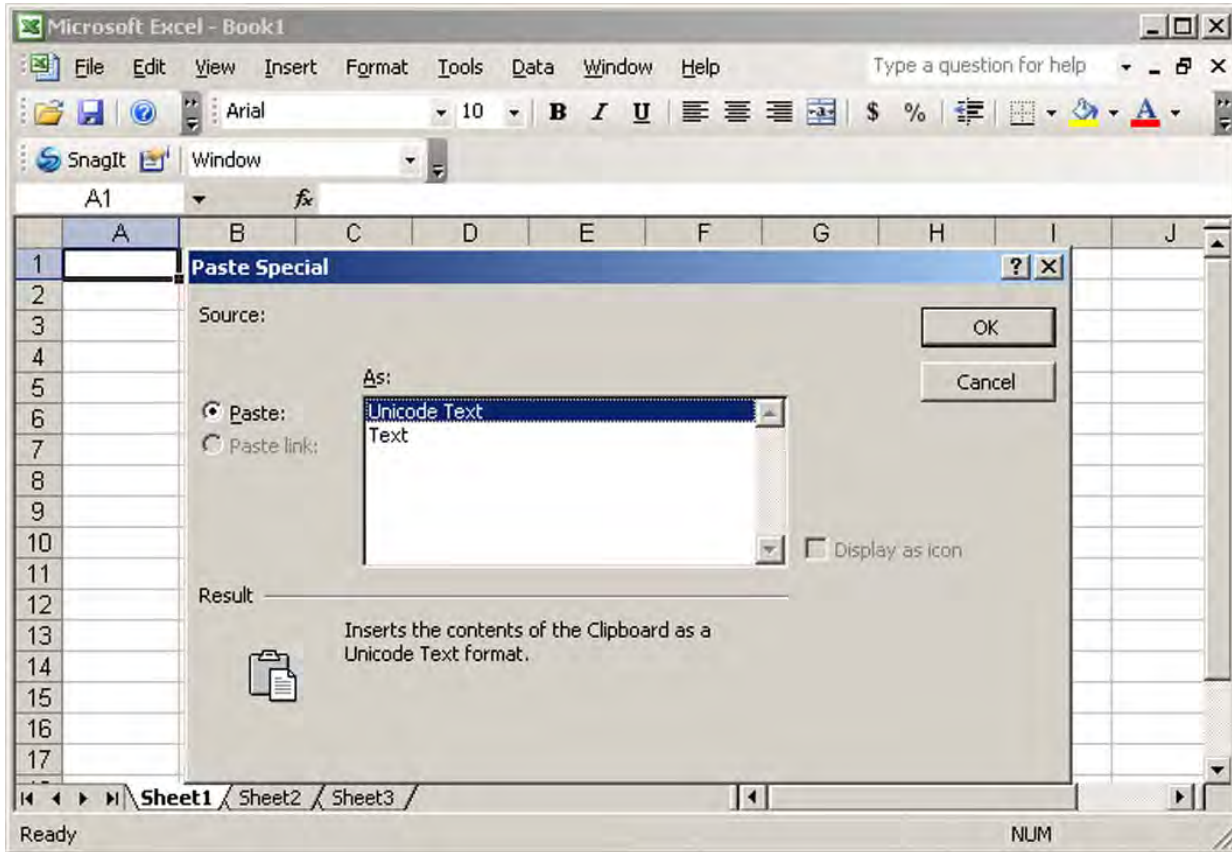 Microsoft Excel - Book1
File Edit View Insert Format Tools Data Window Help Type a question for help
Arial 10 B I U $ % A
SnagIt Window
A1 fx
A B C D E F G H I J
1
2
3
4
5
6
7
8
9
10
11
12
13
14
15
16
17
Paste Special
Source:
OK
Cancel
As:
Paste:
Paste link:
Unicode Text
Text
Display as icon
Result
Inserts the contents of the Clipboard as a
Unicode Text format.
Sheet1 Sheet2 Sheet3
Ready NUM